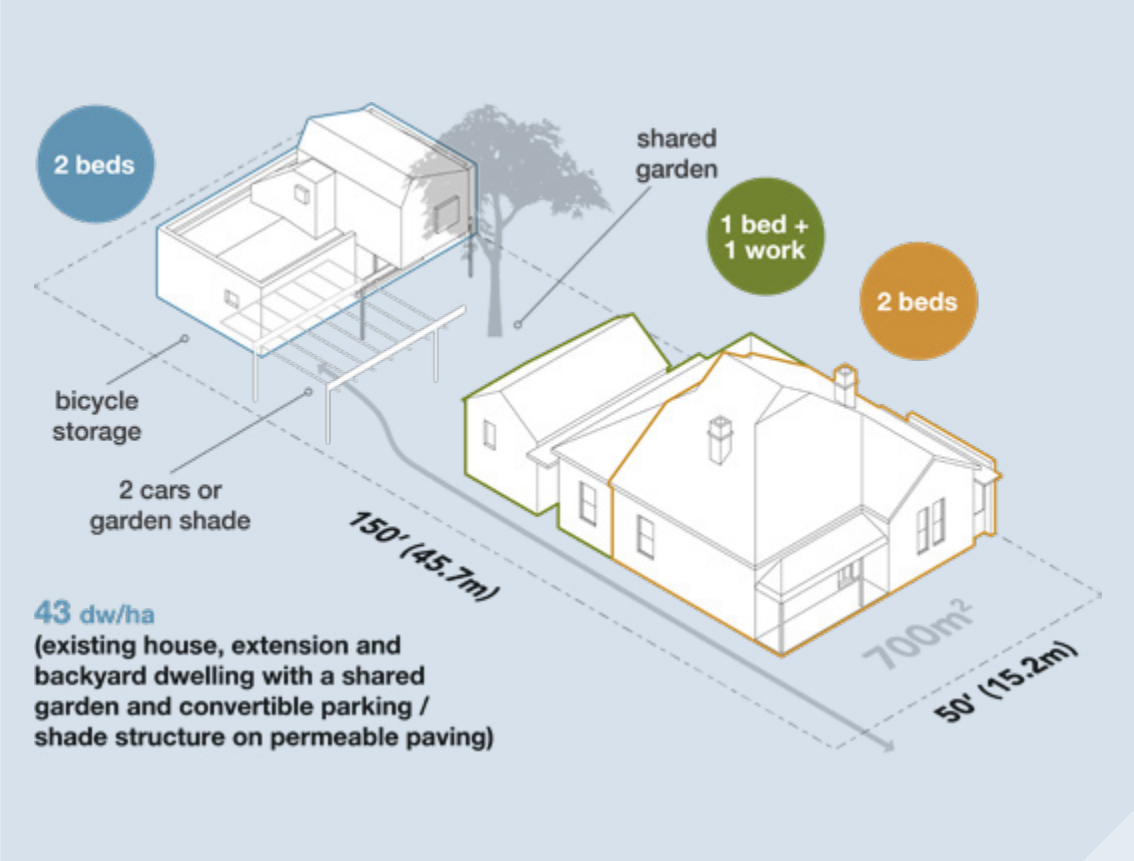 2 beds
shared
garden
1 bed +
1 work
2 beds
bicycle
storage
2 cars or
garden shade
150' (45.7m)
700m²
50' (15.2m)
43 dw/ha
(existing house, extension and
backyard dwelling with a shared
garden and convertible parking /
shade structure on permeable paving)